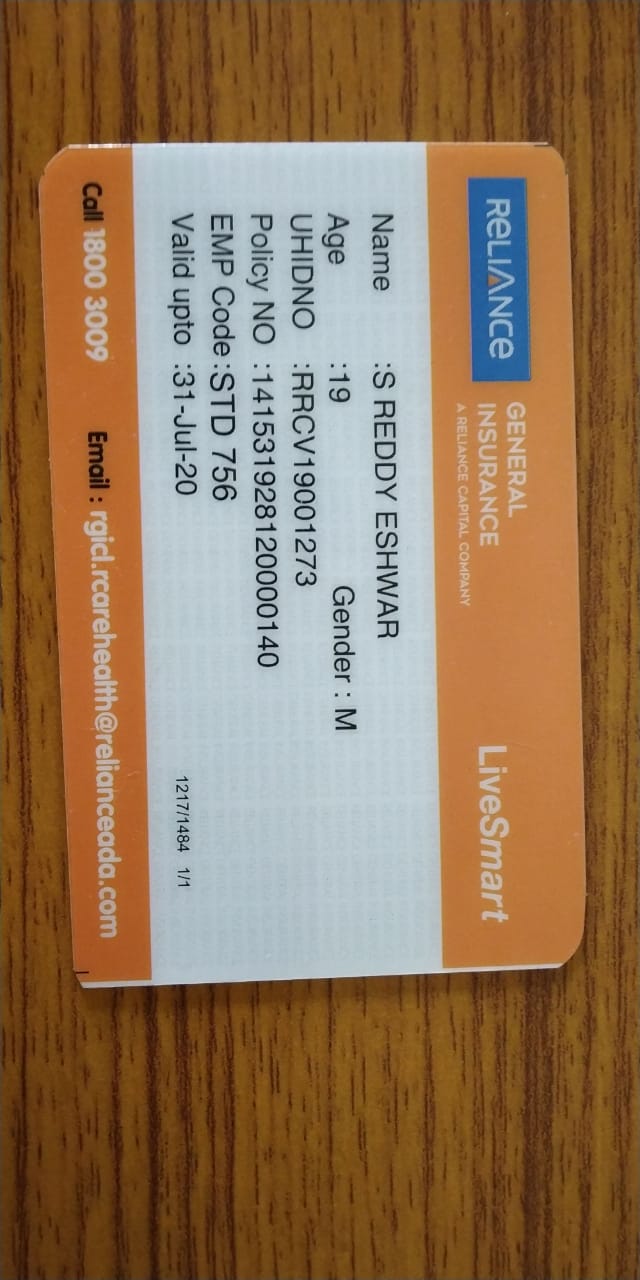 RELIANCE
GENERAL
INSURANCE
A RELIANCE CAPITAL COMPANY
LiveSmart
Name :S REDDY ESHWAR
Age :19 Gender : M
UHIDNO :RRCV19001273
Policy NO :141531928120000140
EMP Code :STD 756
Valid upto :31-Jul-20
1217/1484 1/1
Call 1800 3009 Email : rgicl.rcarehealth@relianceada.com